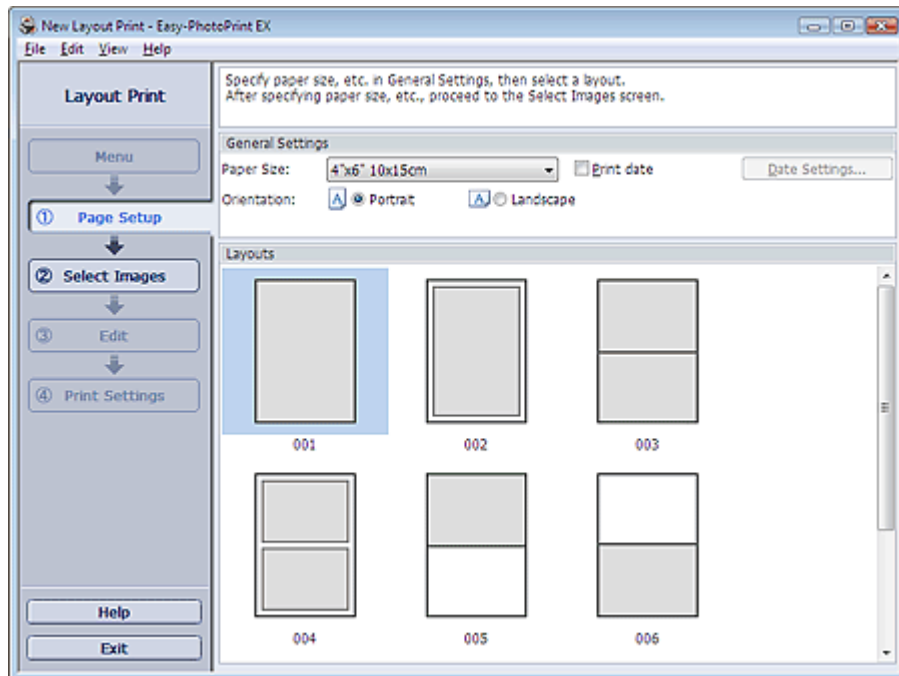 New Layout Print - Easy-PhotoPrint EX
File Edit View Help
Layout Print
Specify paper size, etc. in General Settings, then select a layout.
After specifying paper size, etc., proceed to the Select Images screen.
Menu
① Page Setup
② Select Images
③ Edit
④ Print Settings
Help
Exit
General Settings
Paper Size: 4"x6" 10x15cm Print date Date Settings...
Orientation: A Portrait A Landscape
Layouts
001 002 003
004 005 006